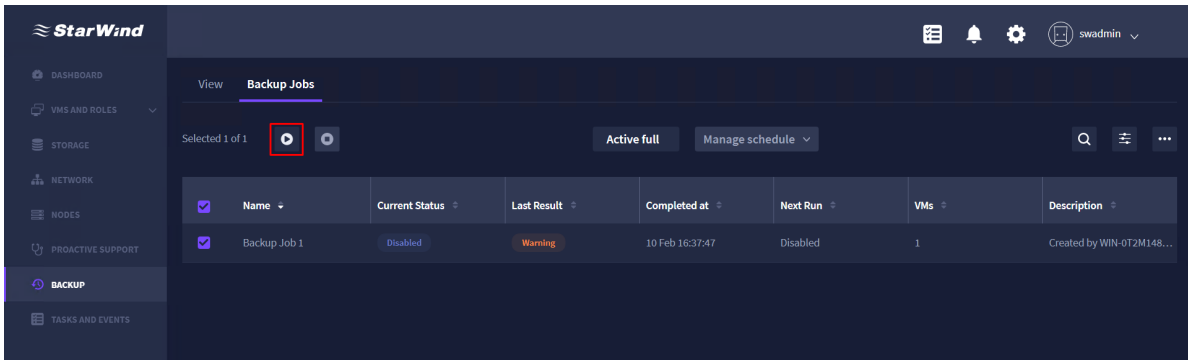 StarWind
swadmin
DASHBOARD
VMS AND ROLES
STORAGE
NETWORK
NODES
PROACTIVE SUPPORT
BACKUP
TASKS AND EVENTS
View Backup Jobs
Selected 1 of 1 Active full Manage schedule
Name Current Status Last Result Completed at Next Run VMs Description
Backup Job 1 Disabled Warning 10 Feb 16:37:47 Disabled 1 Created by WIN-0T2M148...